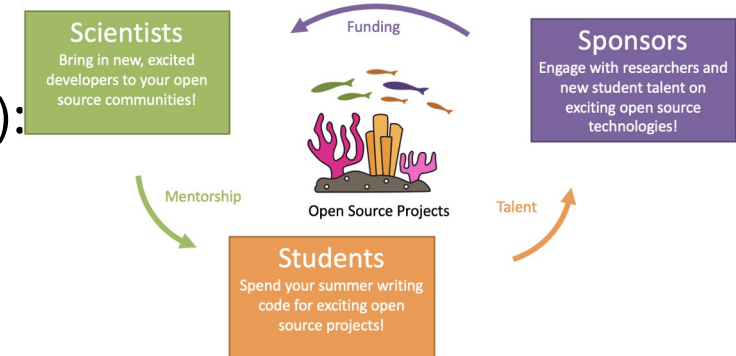 Scientists
Bring in new, excited
developers to your open
source communities!
):
Funding
Sponsors
Engage with researchers and
new student talent on
exciting open source
technologies!
Mentorship
Open Source Projects
Talent
Students
Spend your summer writing
code for exciting open
source projects!